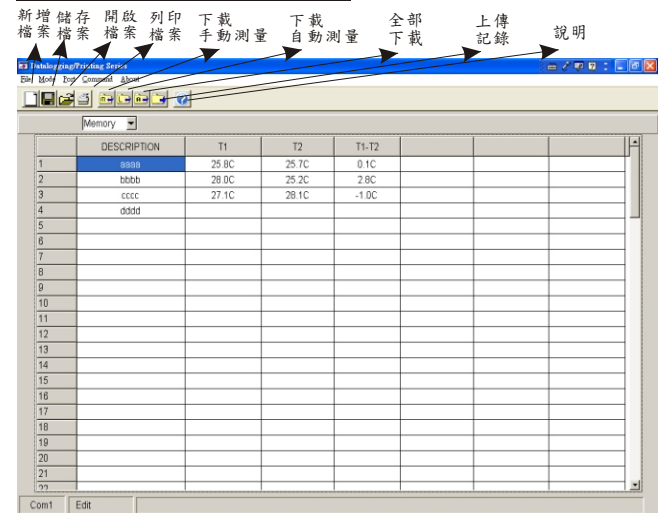 新增 儲存 開啟 列印 下載 下載 全部 上傳 說明
檔案 檔案 檔案 檔案 手動測量 自動測量 下載 記錄
Datalogging/Printing Series
File Mode Port Command About
Memory
DESCRIPTION T1 T2 T1-T2
1 aaaa 25.8C 25.7C 0.1C
2 bbbb 28.0C 25.2C 2.8C
3 cccc 27.1C 28.1C -1.0C
4 dddd
5
6
7
8
9
10
11
12
13
14
15
16
17
18
19
20
21
22
Com1 Edit